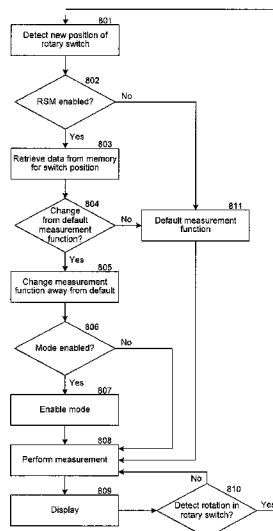 801
Detect new position of
rotary switch
802
RSM enabled?
No
Yes
803
Retrieve data from memory
for switch position
804
Change
from default
measurement
function?
No
811
Default measurement
function
Yes
805
Change measurement
function away from default
806
Mode enabled?
No
Yes
807
Enable mode
808
Perform measurement
No
810
Detect rotation in
rotary switch?
Yes
809
Display